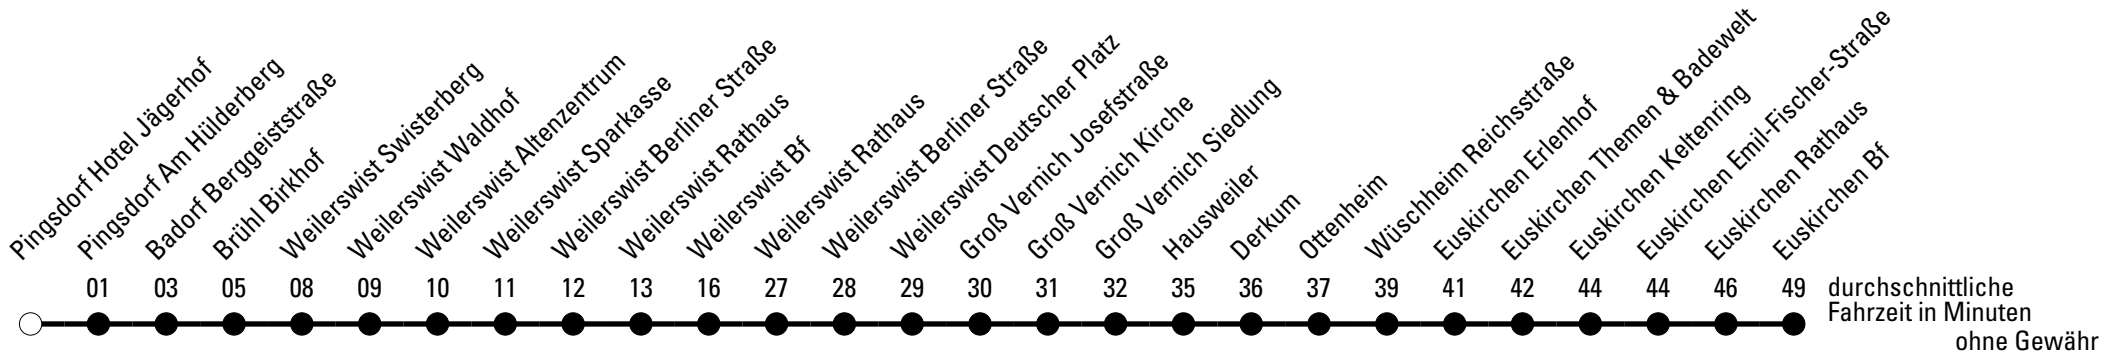 Pingsdorf Hotel Jägerhof
Pingsdorf Am Hülderberg
Badorf Berggeiststraße
Brühl Birkhof
Weilerswist Swisterberg
Weilerswist Waldhof
Weilerswist Altenzentrum
Weilerswist Sparkasse
Weilerswist Berliner Straße
Weilerswist Rathaus
Weilerswist Bf
Weilerswist Rathaus
Weilerswist Berliner Straße
Weilerswist Deutscher Platz
Groß Vernich Josefstraße
Groß Vernich Kirche
Groß Vernich Siedlung
Hausweiler
Derkum
Ottenheim
Wüschheim Reichsstraße
Euskirchen Erlenhof
Euskirchen Themen & Badewelt
Euskirchen Keltenring
Euskirchen Emil-Fischer-Straße
Euskirchen Rathaus
Euskirchen Bf
01 03 05 08 09 10 11 12 13 16 27 28 29 30 31 32 35 36 37 39 41 42 44 44 46 49
durchschnittliche
Fahrzeit in Minuten
ohne Gewähr